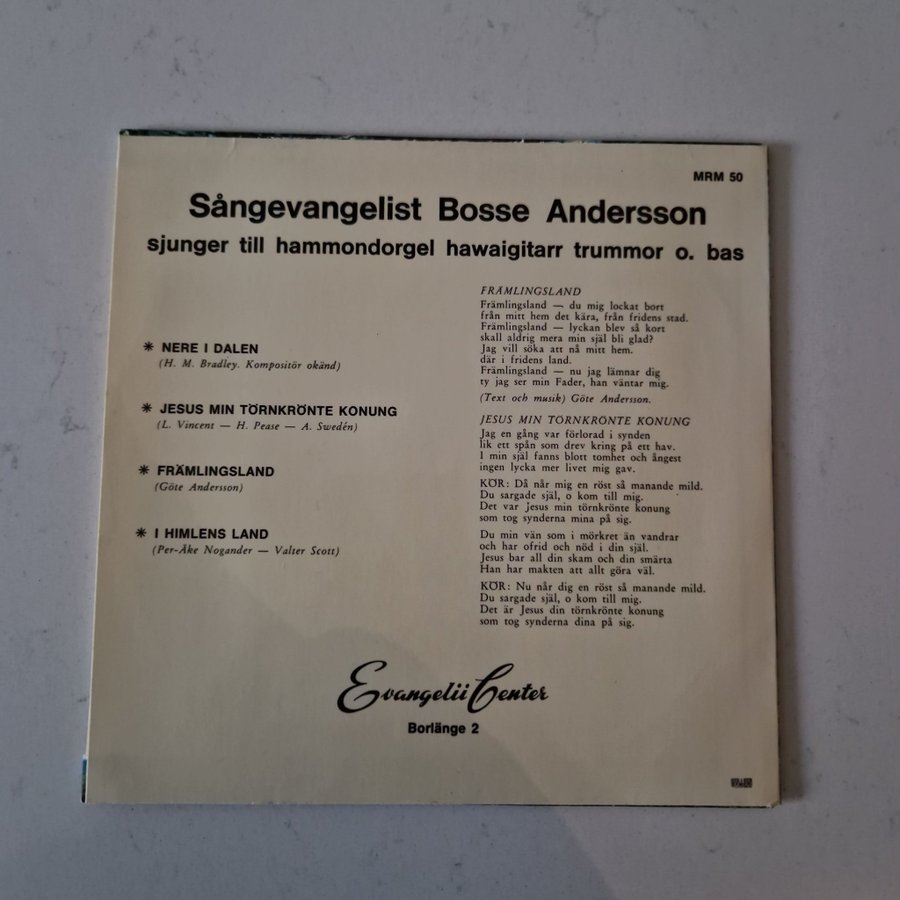 MRM 50
Sångevangelist Bosse Andersson
sjunger till hammondorgel hawaigitarr trummor o. bas
✳ NERE I DALEN
(H. M. Bradley. Kompositör okänd)
✳ JESUS MIN TÖRNKRÖNTE KONUNG
(L. Vincent — H. Pease — A. Swedén)
✳ FRÄMLINGSLAND
(Göte Andersson)
✳ I HIMLENS LAND
(Per-Åke Nogander — Valter Scott)
FRÄMLINGSLAND
Främlingsland — du mig lockat bort
från mitt hem det kära, från fridens stad.
Främlingsland — lyckan blev så kort
skall aldrig mera min själ bli glad?
Jag vill söka att nå mitt hem.
där i fridens land.
Främlingsland — nu jag lämnar dig
ty jag ser min Fader, han väntar mig.
(Text och musik) Göte Andersson.
JESUS MIN TÖRNKRÖNTE KONUNG
Jag en gång var förlorad i synden
lik ett spån som drev kring på ett hav.
I min själ fanns blott tomhet och ångest
ingen lycka mer livet mig gav.
KÖR: Då når mig en röst så manande mild.
Du sargade själ, o kom till mig.
Det var Jesus min törnkrönte konung
som tog synderna mina på sig.
Du min vän som i mörkret än vandrar
och har ofrid och nöd i din själ.
Jesus bar all din skam och din smärta
Han har makten att allt göra väl.
KÖR: Nu når dig en röst så manande mild.
Du sargade själ, o kom till mig.
Det är Jesus din törnkrönte konung
som tog synderna dina på sig.
Evangelii Center
Borlänge 2